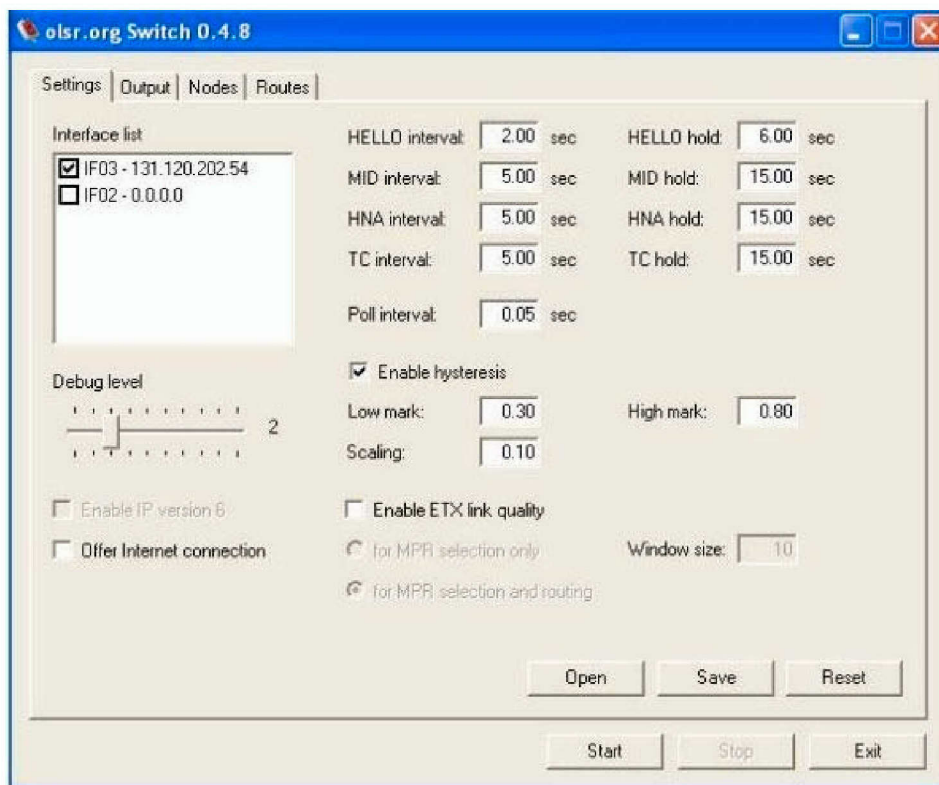 olsr.org Switch 0.4.8
Settings Output Nodes Routes
Interface list
IF03 - 131.120.202.54
IF02 - 0.0.0.0
HELLO interval: 2.00 sec HELLO hold: 6.00 sec
MID interval: 5.00 sec MID hold: 15.00 sec
HNA interval: 5.00 sec HNA hold: 15.00 sec
TC interval: 5.00 sec TC hold: 15.00 sec
Poll interval: 0.05 sec
Debug level
2
Enable hysteresis
Low mark: 0.30 High mark: 0.80
Scaling: 0.10
Enable IP version 6
Offer Internet connection
Enable ETX link quality
for MPR selection only Window size: 10
for MPR selection and routing
Open Save Reset
Start Stop Exit